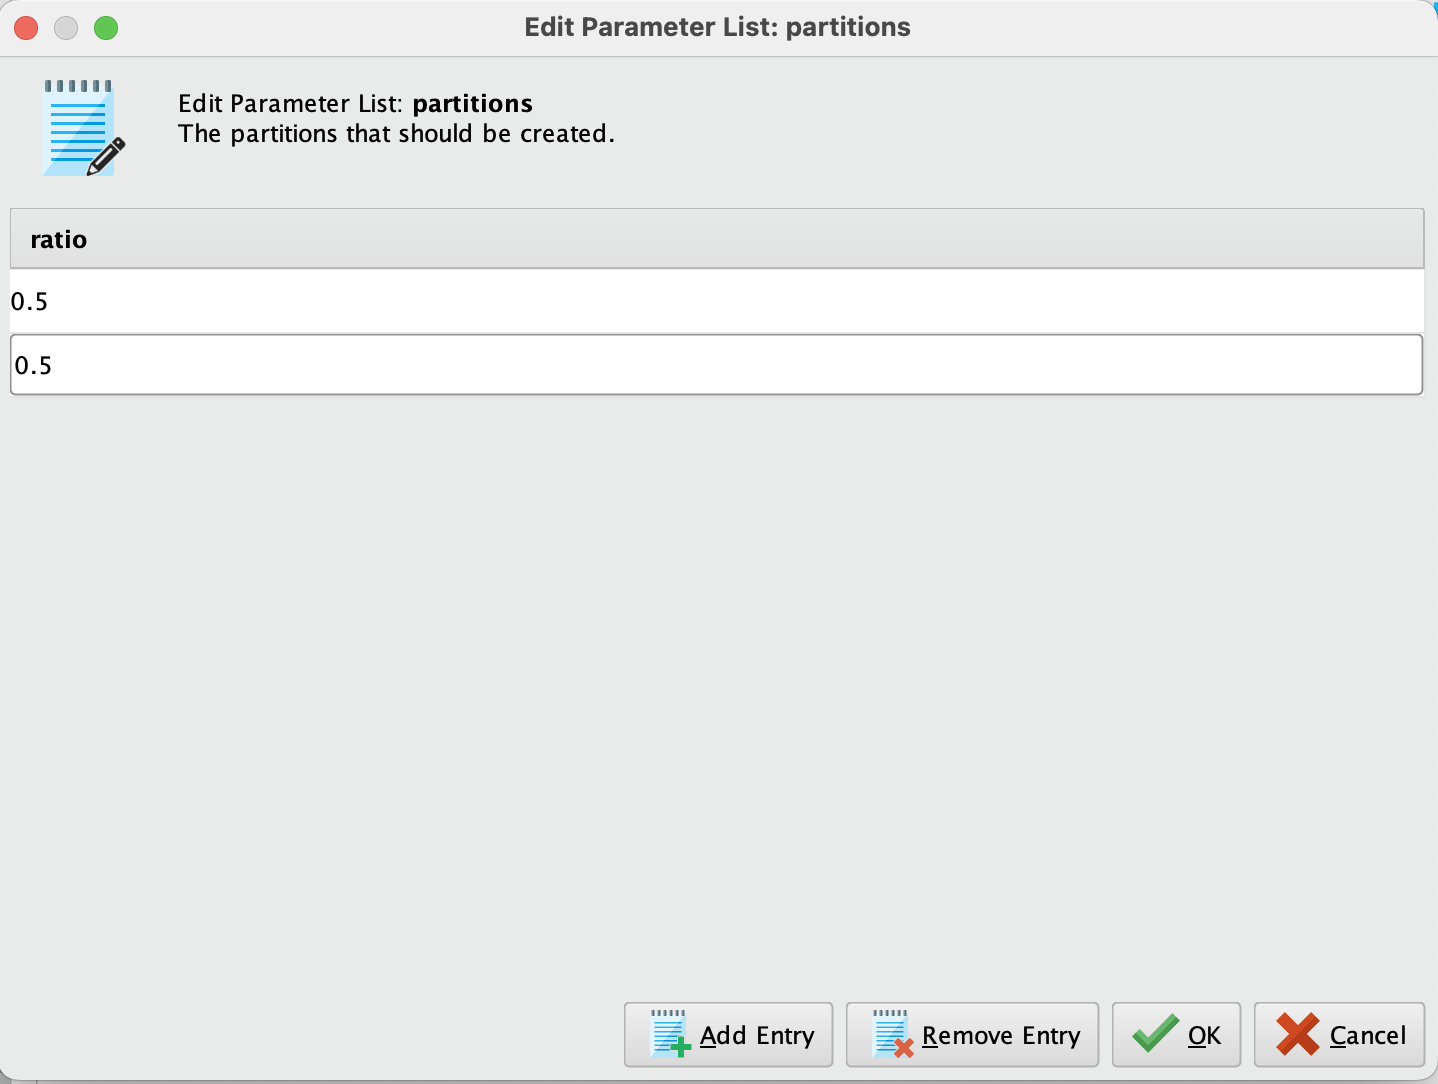 Edit Parameter List: partitions
Edit Parameter List: partitions
The partitions that should be created.
ratio
0.5
0.5
Add Entry
Remove Entry
OK
Cancel